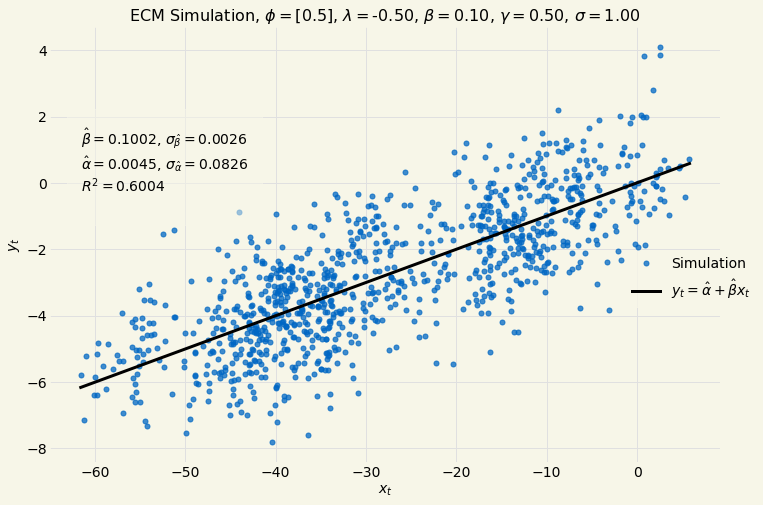 ECM Simulation, ϕ = [0.5], λ = -0.50, β = 0.10, γ = 0.50, σ = 1.00
4
2
0
−2
−4
−6
−8
y_t
β̂ = 0.1002, σ_β̂ = 0.0026
α̂ = 0.0045, σ_α̂ = 0.0826
R² = 0.6004
Simulation
y_t = α̂ + β̂x_t
−60
−50
−40
−30
−20
−10
0
x_t